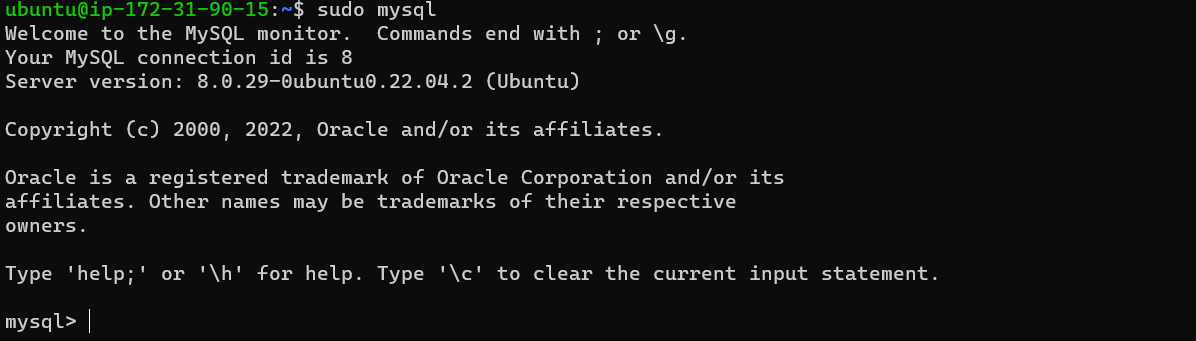 ubuntu@ip-172-31-90-15:~$ sudo mysql
Welcome to the MySQL monitor.  Commands end with ; or \g.
Your MySQL connection id is 8
Server version: 8.0.29-0ubuntu0.22.04.2 (Ubuntu)
Copyright (c) 2000, 2022, Oracle and/or its affiliates.
Oracle is a registered trademark of Oracle Corporation and/or its
affiliates. Other names may be trademarks of their respective
owners.
Type 'help;' or '\h' for help. Type '\c' to clear the current input statement.
mysql>